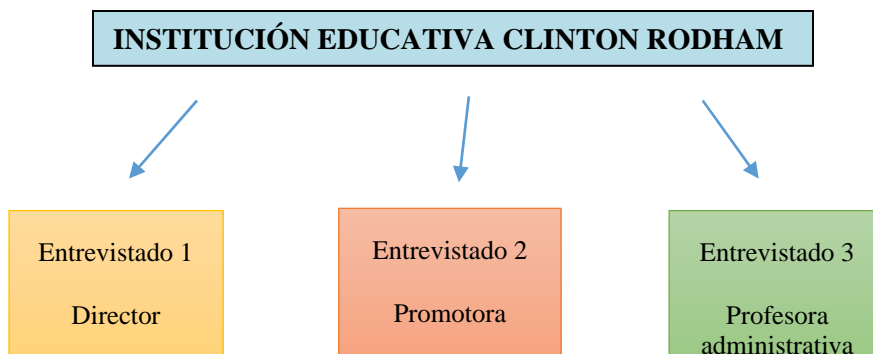 INSTITUCIÓN EDUCATIVA CLINTON RODHAM
Entrevistado 1
Director
Entrevistado 2
Promotora
Entrevistado 3
Profesora
administrativa